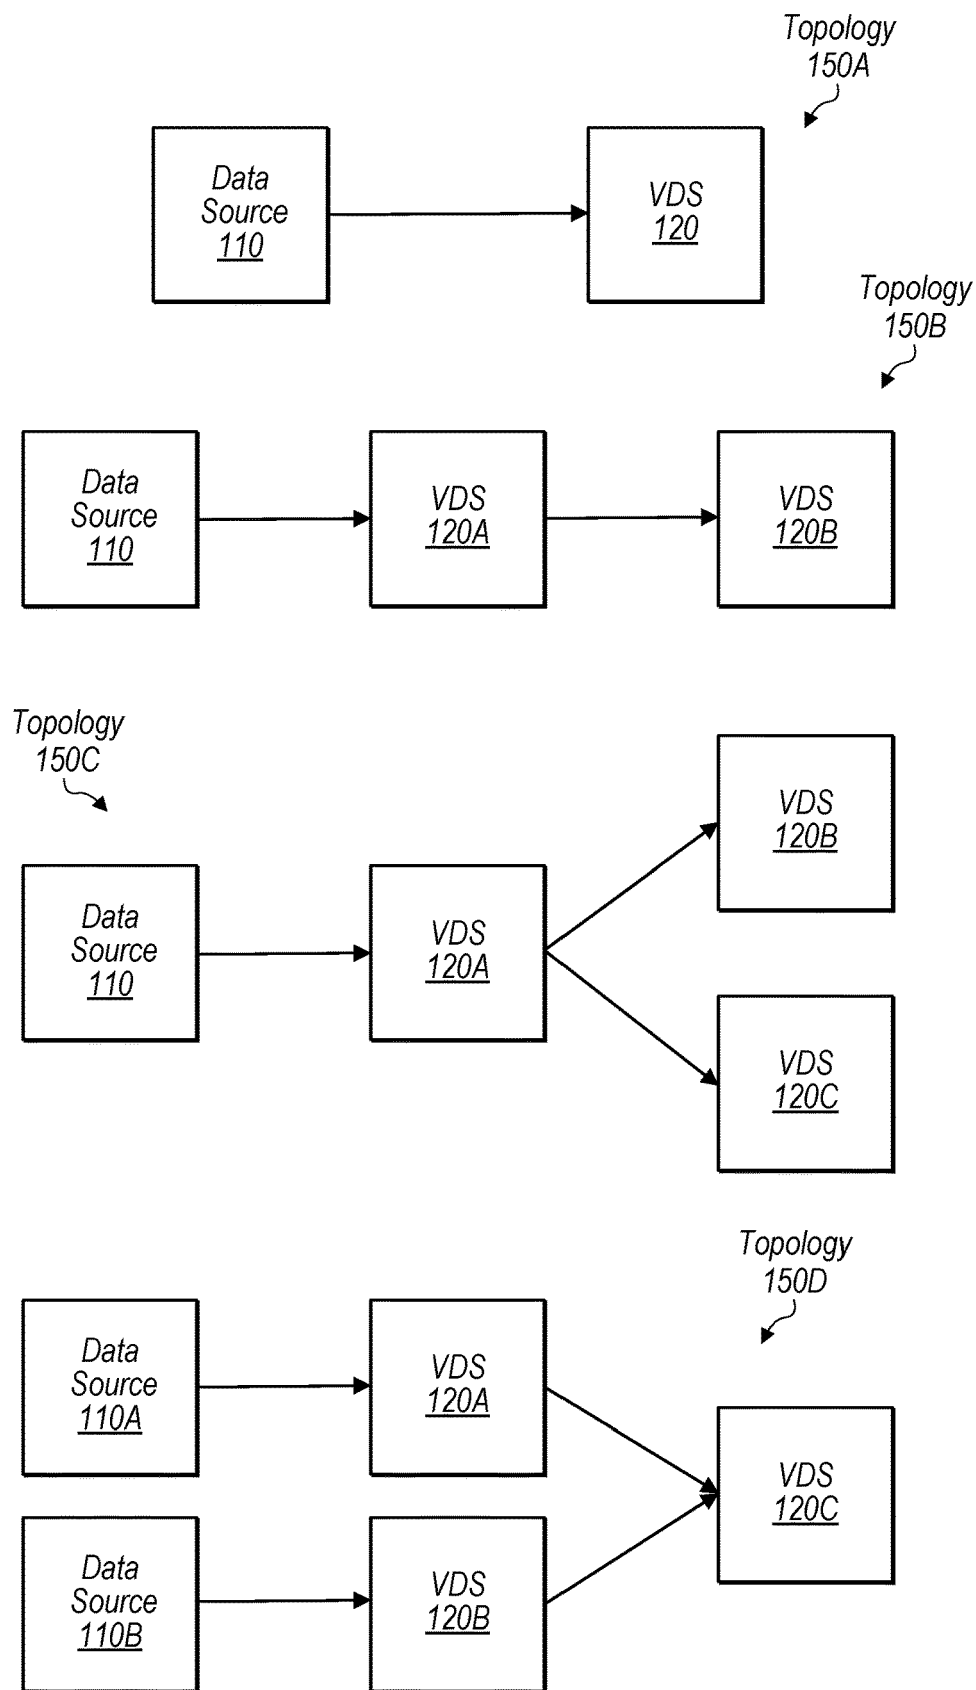 Topology
150A
Data
Source
110
VDS
120
Topology
150B
Data
Source
110
VDS
120A
VDS
120B
Topology
150C
Data
Source
110
VDS
120A
VDS
120B
VDS
120C
Topology
150D
Data
Source
110A
VDS
120A
Data
Source
110B
VDS
120B
VDS
120C